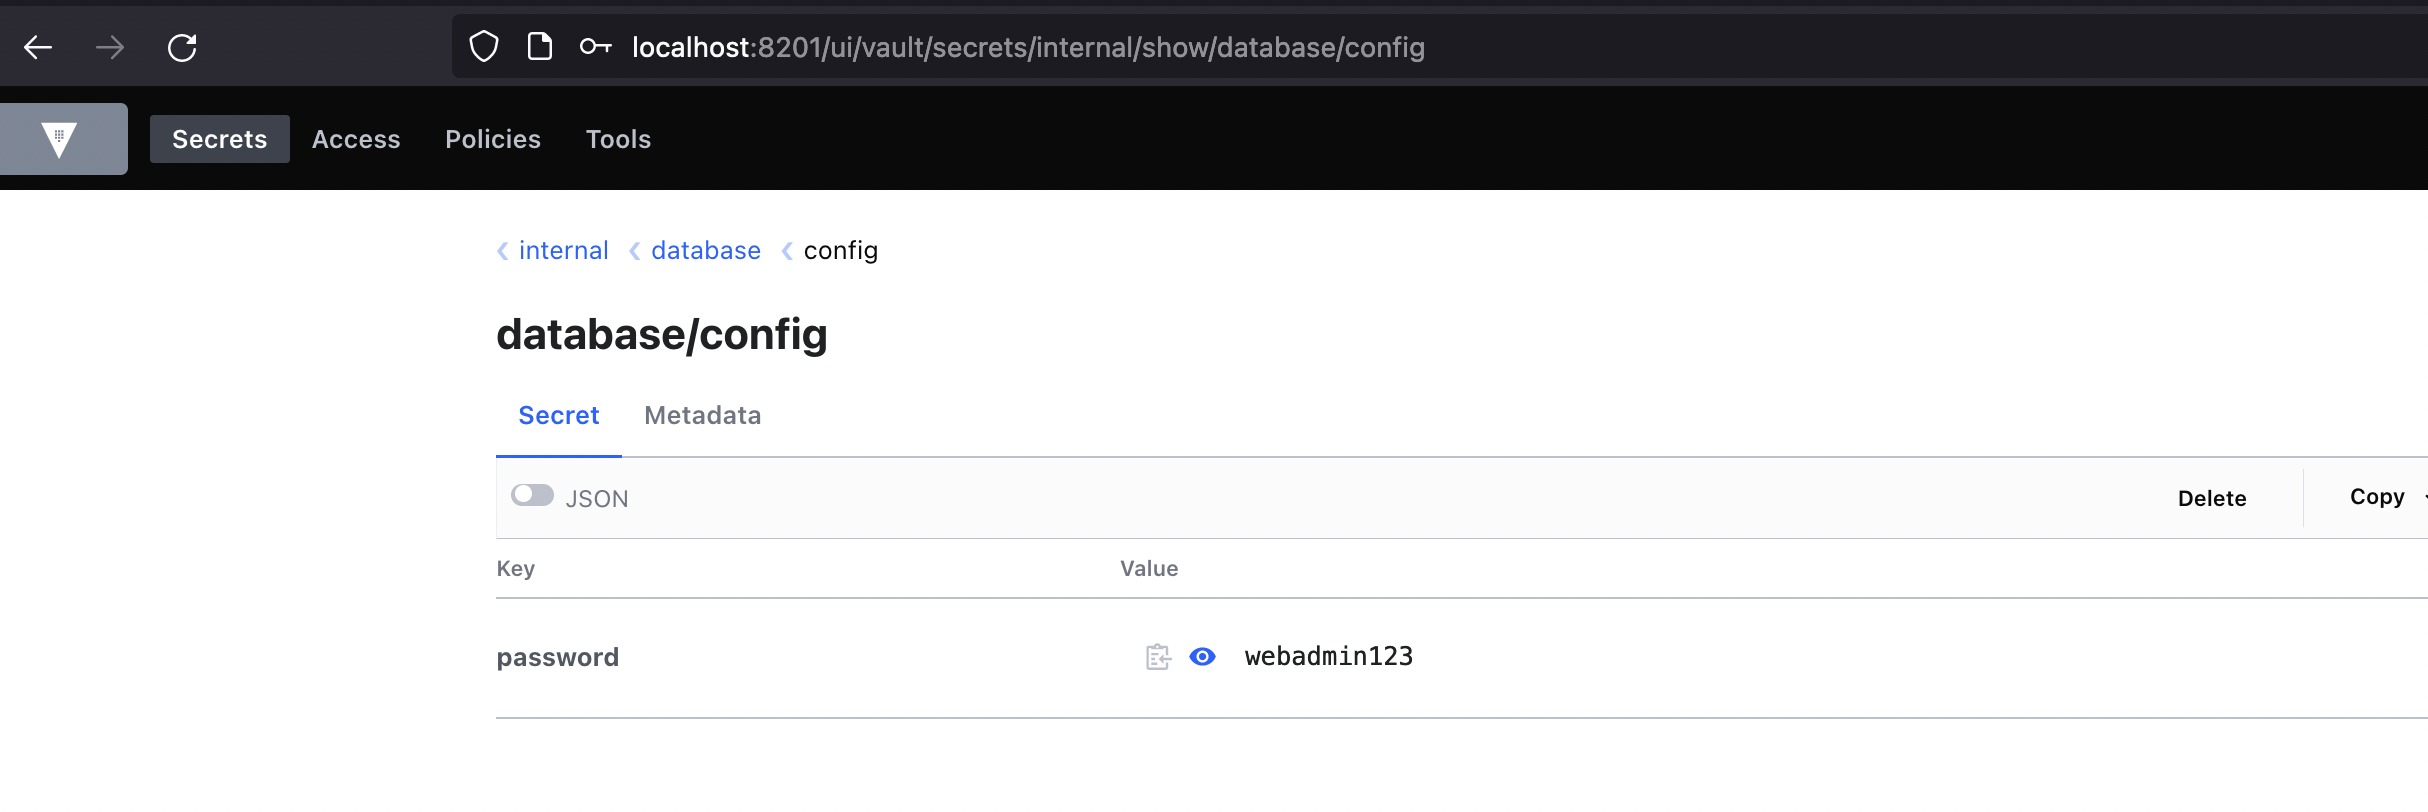 localhost:8201/ui/vault/secrets/internal/show/database/config
Secrets Access Policies Tools
internal database config
database/config
Secret Metadata
JSON Delete Copy
Key Value
password webadmin123